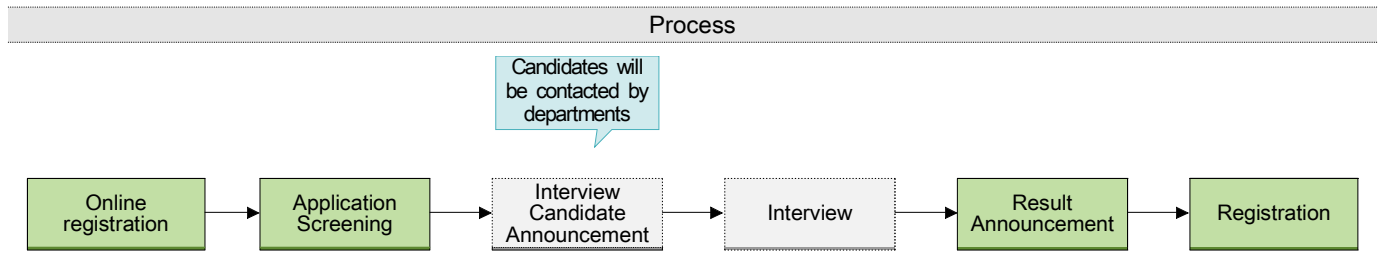 Process
Candidates will
be contacted by
departments
Online
registration
Application
Screening
Interview
Candidate
Announcement
Interview
Result
Announcement
Registration